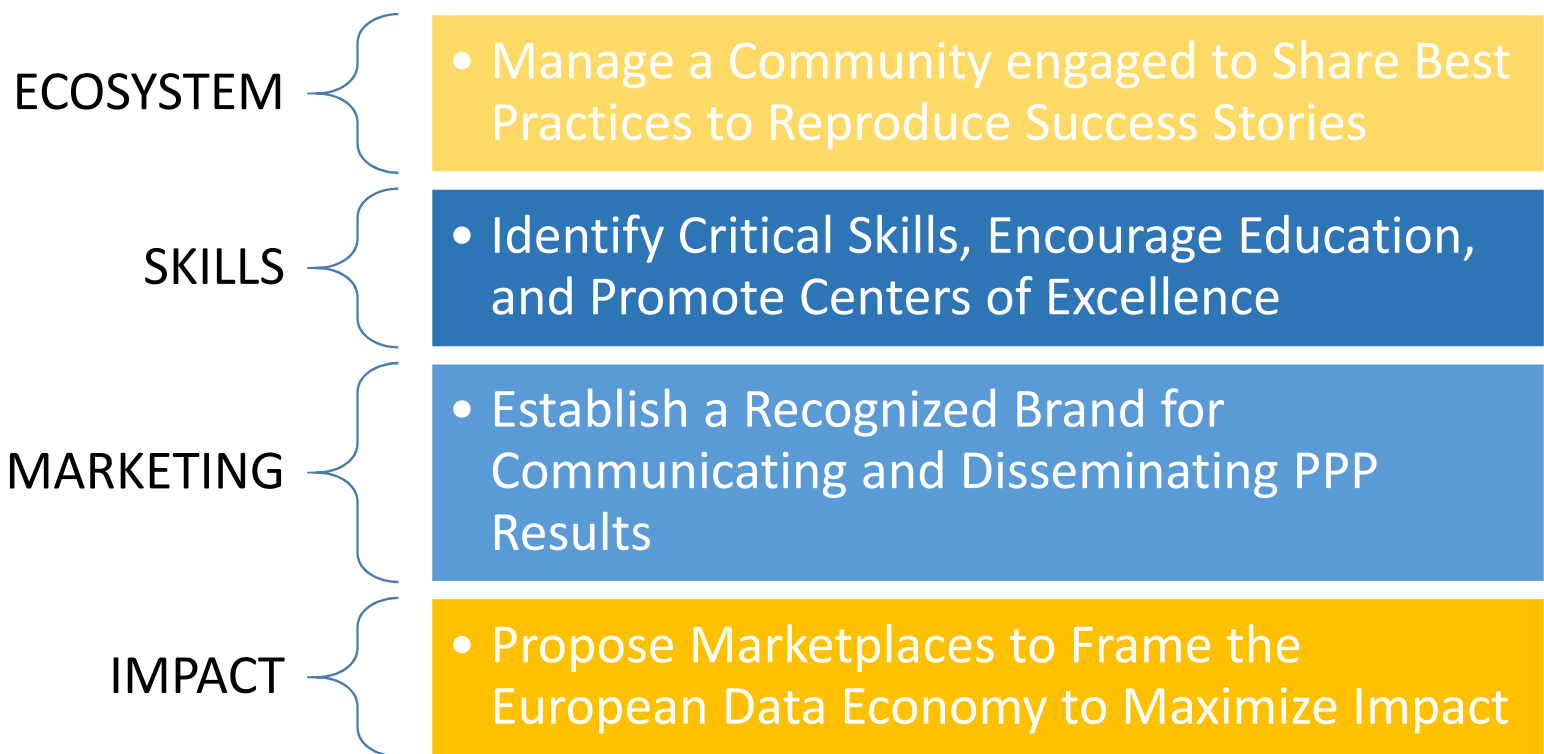 ECOSYSTEM
• Manage a Community engaged to Share Best
Practices to Reproduce Success Stories
SKILLS
• Identify Critical Skills, Encourage Education,
and Promote Centers of Excellence
MARKETING
• Establish a Recognized Brand for
Communicating and Disseminating PPP
Results
IMPACT
• Propose Marketplaces to Frame the
European Data Economy to Maximize Impact